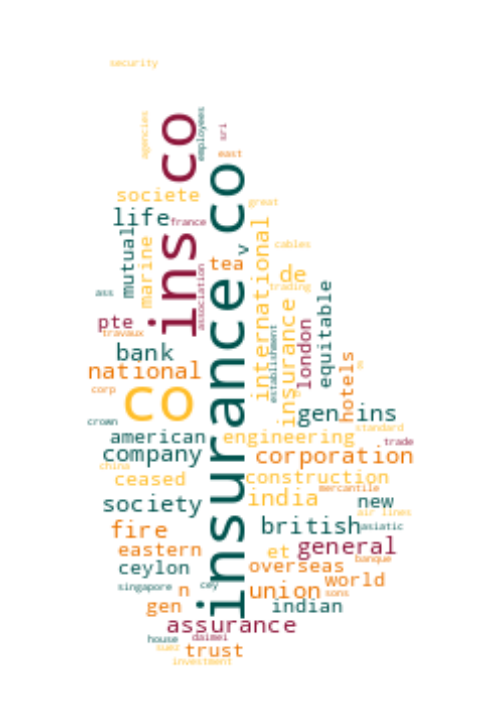 security
agencies
ins co
employees
sri
east
insurance co
societe
great
life
france
v
international
cables
mutual
marine
tea
de
association
trading
ass
equitable
insurance
pte
london
travaux
establishment
bank
hotels
national
corp
co
gen ins
crown
standard
american
engineering
trade
company
corporation
china
ceased
construction
mercantile
society
india
new
air lines
fire
british
asiatic
eastern
et
general
banque
ceylon
overseas
world
singapore
n
cey
union
sons
gen
indian
assurance
house
daimei
suez
trust
investment